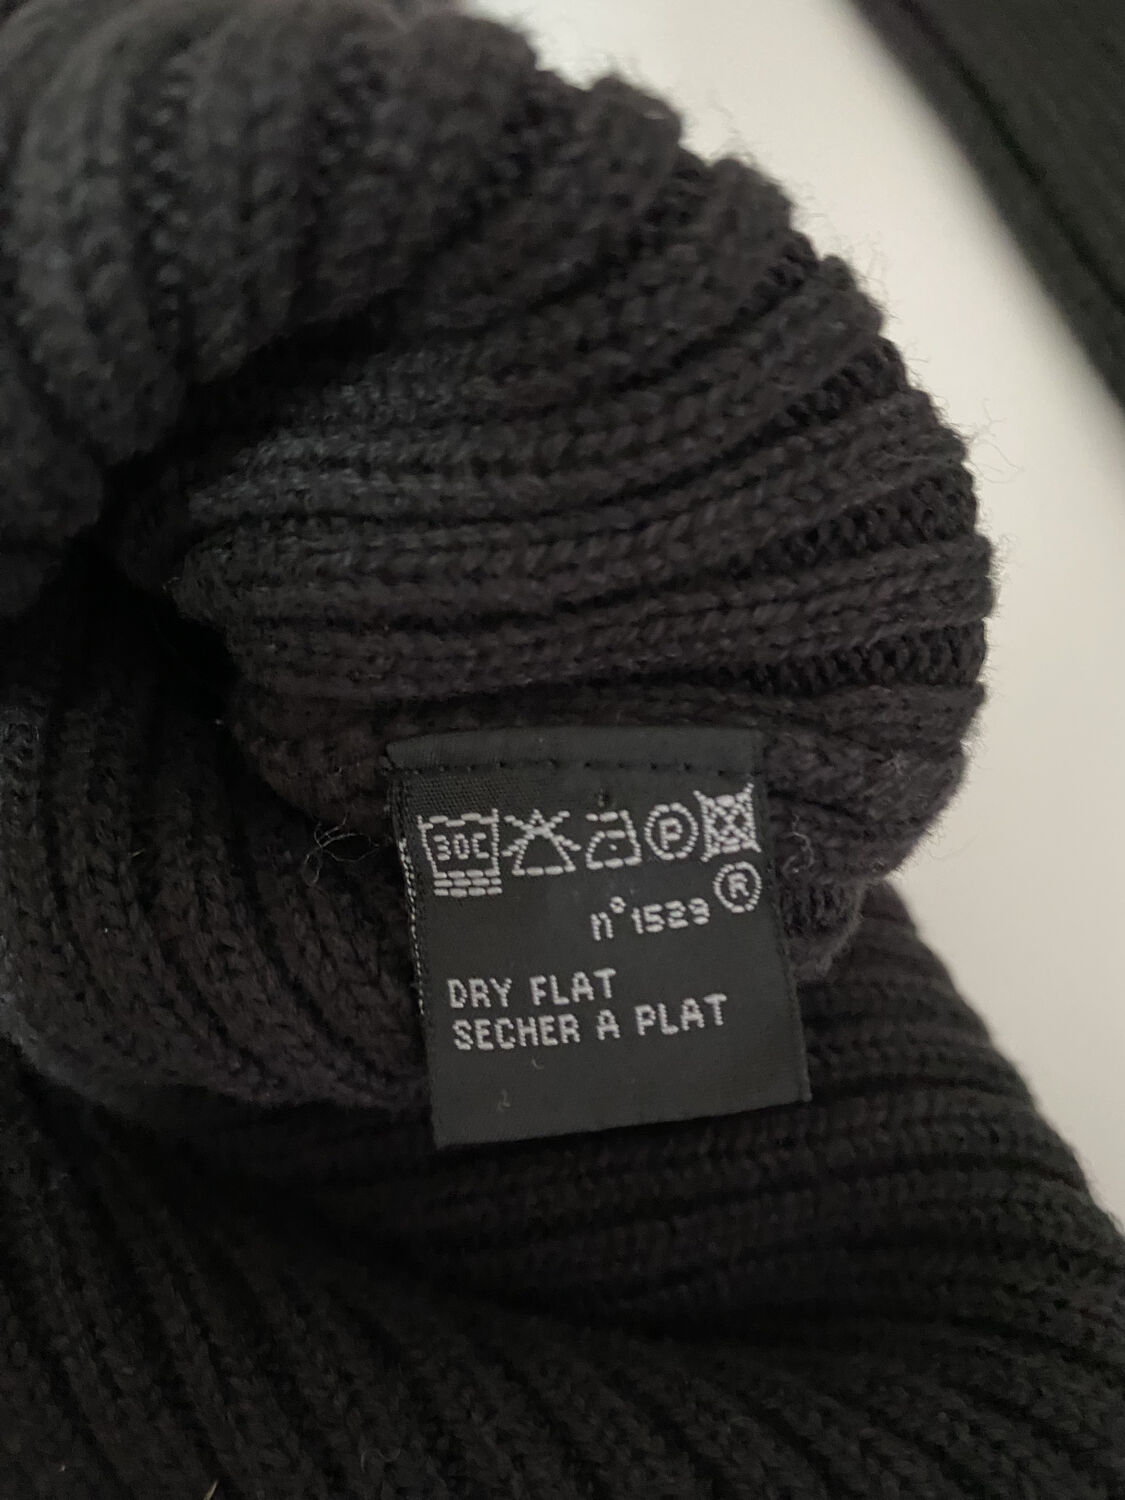 30C P
n°1529 ®
DRY FLAT
SECHER A PLAT